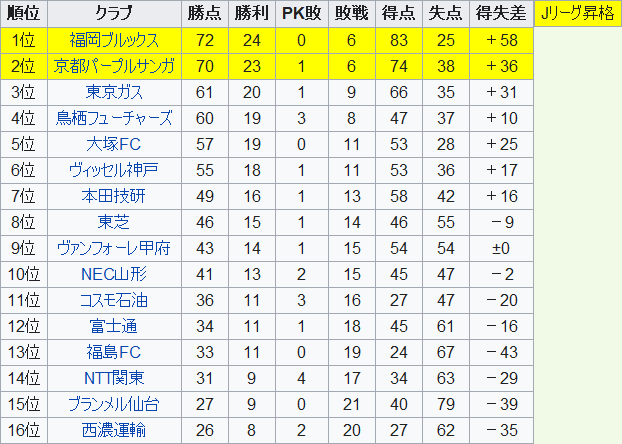 順位 クラブ 勝点 勝利 PK敗 敗戦 得点 失点 得失差 Jリーグ昇格
1位 福岡ブルックス 72 24 0 6 83 25 +58
2位 京都パープルサンガ 70 23 1 6 74 38 +36
3位 東京ガス 61 20 1 9 66 35 +31
4位 鳥栖フューチャーズ 60 19 3 8 47 37 +10
5位 大塚FC 57 19 0 11 53 28 +25
6位 ヴィッセル神戸 55 18 1 11 53 36 +17
7位 本田技研 49 16 1 13 58 42 +16
8位 東芝 46 15 1 14 46 55 −9
9位 ヴァンフォーレ甲府 43 14 1 15 54 54 ±0
10位 NEC山形 41 13 2 15 45 47 −2
11位 コスモ石油 36 11 3 16 27 47 −20
12位 富士通 34 11 1 18 45 61 −16
13位 福島FC 33 11 0 19 24 67 −43
14位 NTT関東 31 9 4 17 34 63 −29
15位 ブランメル仙台 27 9 0 21 40 79 −39
16位 西濃運輸 26 8 2 20 27 62 −35